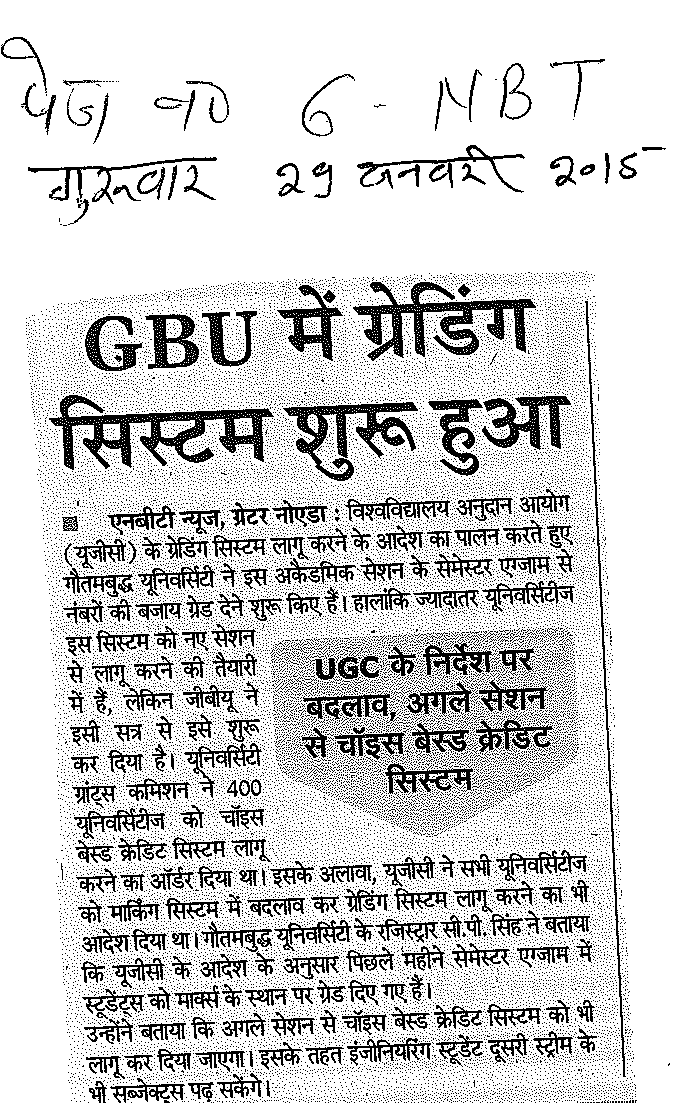 पेज न० 6 - NBT
गुरूवार 29 जनवरी 2015
GBU में ग्रेडिंग
सिस्टम शुरू हुआ
एनबीटी न्यूज, ग्रेटर नोएडा : विश्वविद्यालय अनुदान आयोग
(यूजीसी) के ग्रेडिंग सिस्टम लागू करने के आदेश का पालन करते हुए
गौतमबुद्ध यूनिवर्सिटी ने इस अकैडमिक सेशन के सेमेस्टर एग्जाम से
नंबरों की बजाय ग्रेड देने शुरू किए हैं। हालांकि ज्यादातर यूनिवर्सिटीज
इस सिस्टम को नए सेशन
से लागू करने की तैयारी
में हैं, लेकिन जीबीयू ने
इसी सत्र से इसे शुरू
कर दिया है। यूनिवर्सिटी
ग्रांट्स कमिशन ने 400
यूनिवर्सिटीज को चॉइस
बेस्ड क्रेडिट सिस्टम लागू
UGC के निर्देश पर
बदलाव, अगले सेशन
से चॉइस बेस्ड क्रेडिट
सिस्टम
करने का ऑर्डर दिया था। इसके अलावा, यूजीसी ने सभी यूनिवर्सिटीज
को मार्किंग सिस्टम में बदलाव कर ग्रेडिंग सिस्टम लागू करने का भी
आदेश दिया था। गौतमबुद्ध यूनिवर्सिटी के रजिस्ट्रार सी.पी. सिंह ने बताया
कि यूजीसी के आदेश के अनुसार पिछले महीने सेमेस्टर एग्जाम में
स्टूडेंट्स को मार्क्स के स्थान पर ग्रेड दिए गए हैं।
उन्होंने बताया कि अगले सेशन से चॉइस बेस्ड क्रेडिट सिस्टम को भी
लागू कर दिया जाएगा। इसके तहत इंजीनियरिंग स्टूडेंट दूसरी स्ट्रीम के
भी सब्जेक्ट्स पढ़ सकेंगे।